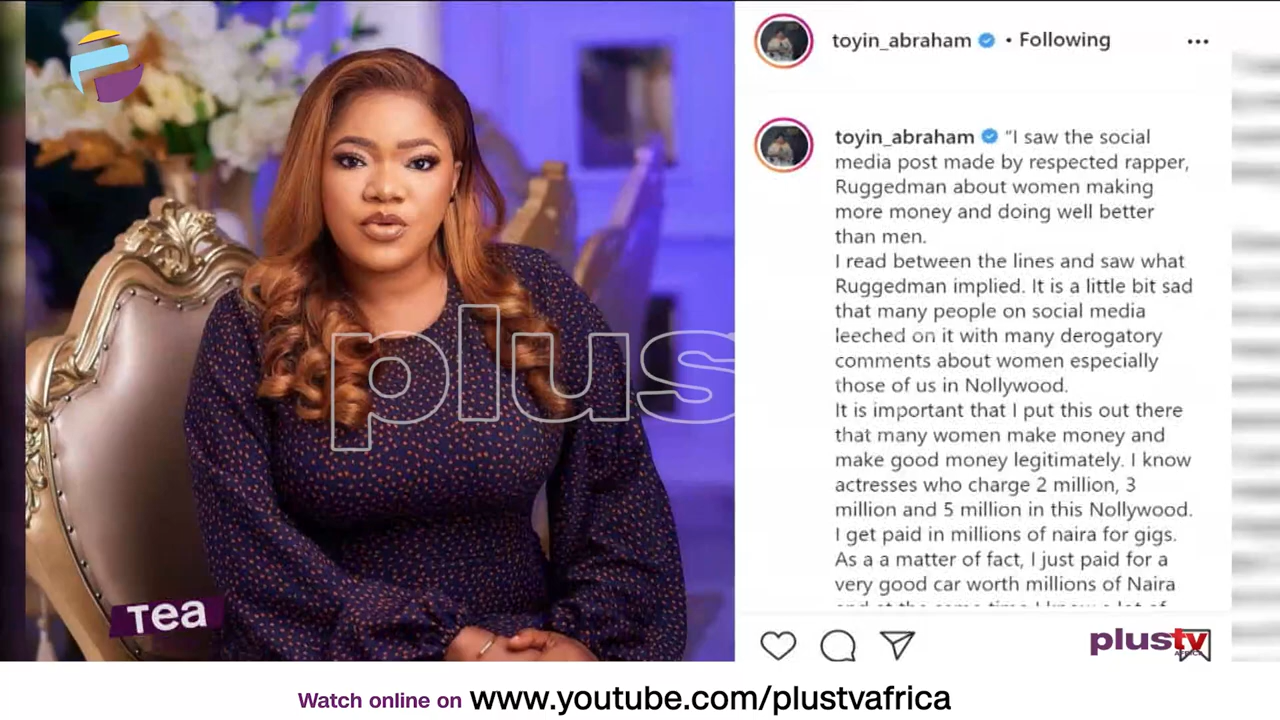 toyin_abraham • Following
toyin_abraham "I saw the social
media post made by respected rapper,
Ruggedman about women making
more money and doing well better
than men.
I read between the lines and saw what
Ruggedman implied. It is a little bit sad
that many people on social media
leeched on it with many derogatory
comments about women especially
those of us in Nollywood.
It is important that I put this out there
that many women make money and
make good money legitimately. I know
actresses who charge 2 million, 3
million and 5 million in this Nollywood.
I get paid in millions of naira for gigs.
As a a matter of fact, I just paid for a
very good car worth millions of Naira
plus
Tea
plustv
AFRICA
Watch online on www.youtube.com/plustvafrica